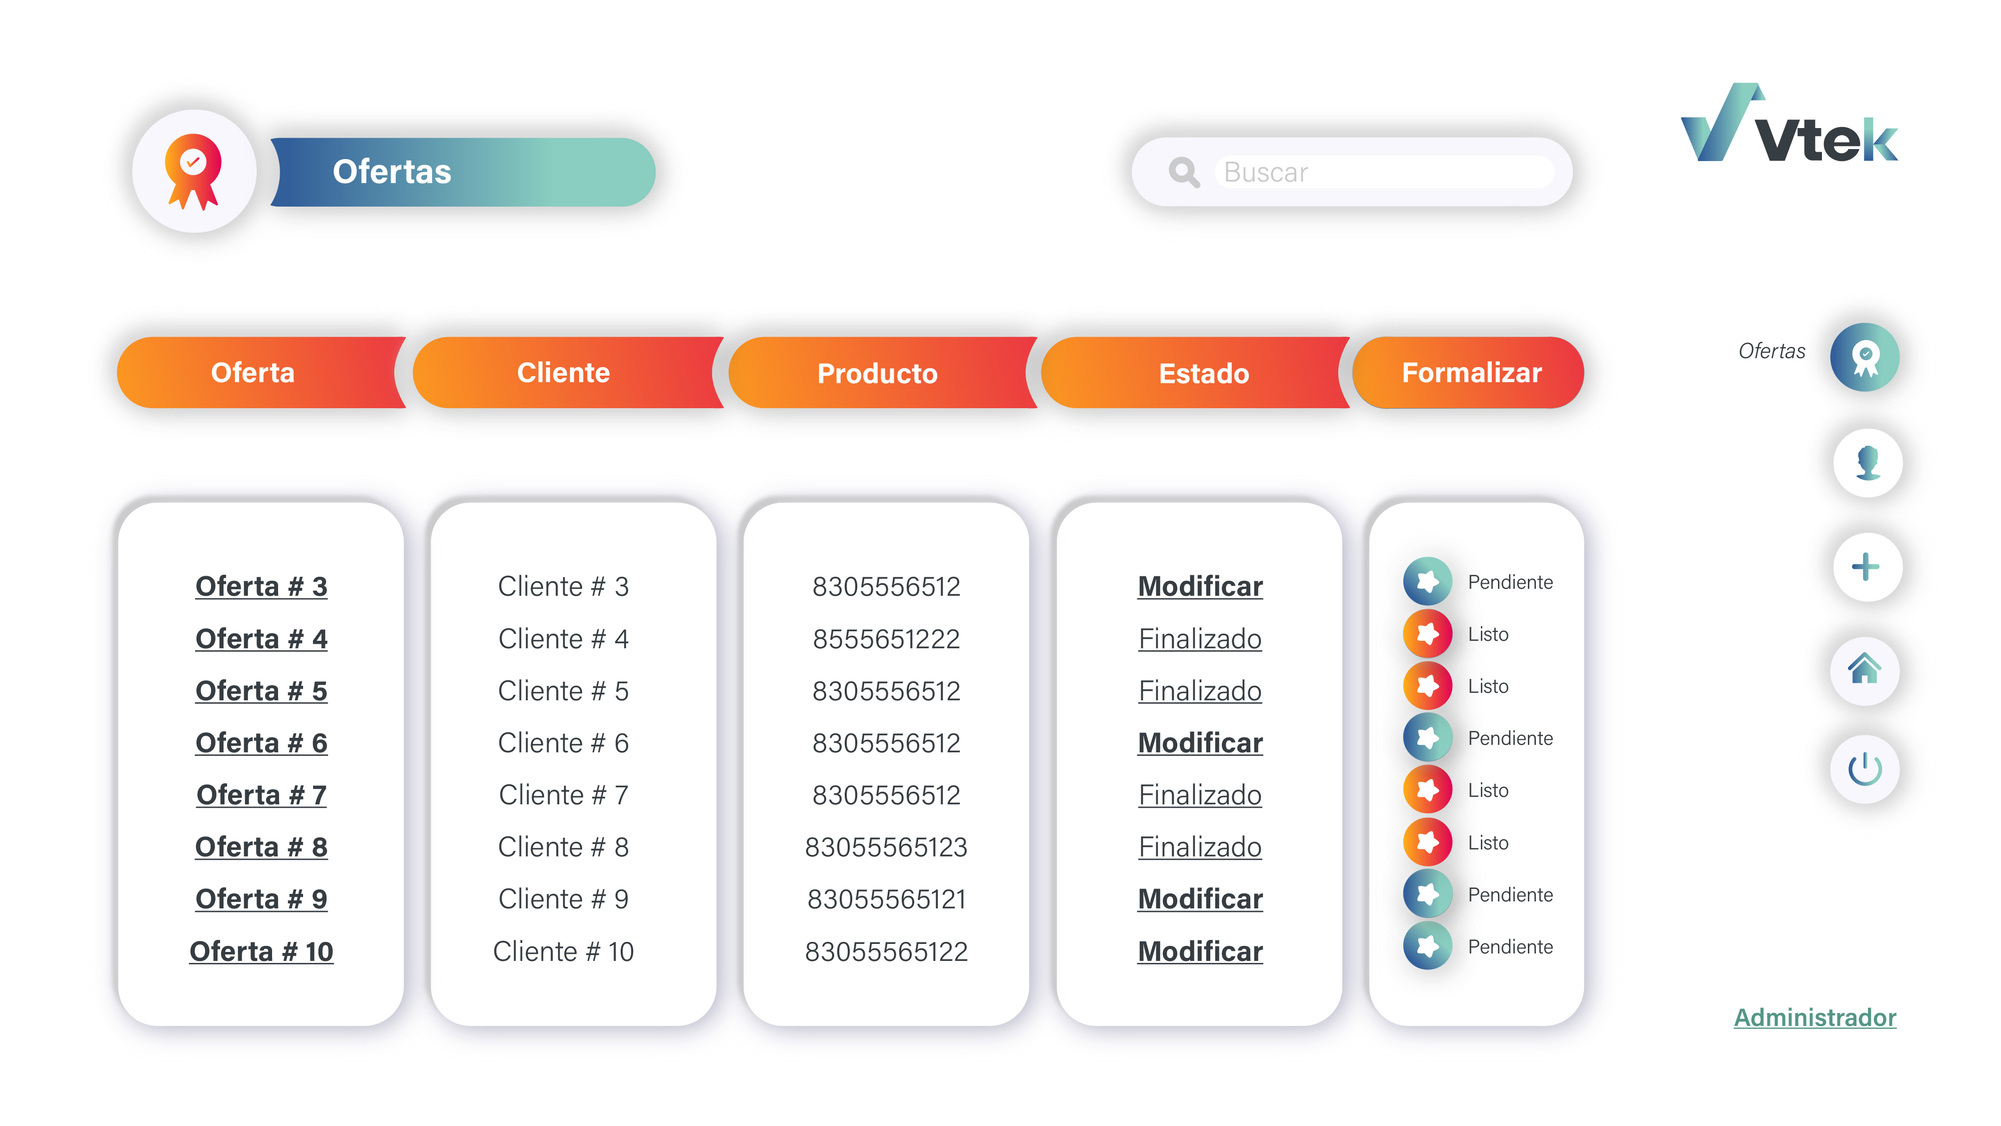 Ofertas
Buscar
Vtek
Oferta Cliente Producto Estado Formalizar
Ofertas
Oferta # 3 Cliente # 3 8305556512 Modificar Pendiente
Oferta # 4 Cliente # 4 8555651222 Finalizado Listo
Oferta # 5 Cliente # 5 8305556512 Finalizado Listo
Oferta # 6 Cliente # 6 8305556512 Modificar Pendiente
Oferta # 7 Cliente # 7 8305556512 Finalizado Listo
Oferta # 8 Cliente # 8 83055565123 Finalizado Listo
Oferta # 9 Cliente # 9 83055565121 Modificar Pendiente
Oferta # 10 Cliente # 10 83055565122 Modificar Pendiente
Administrador